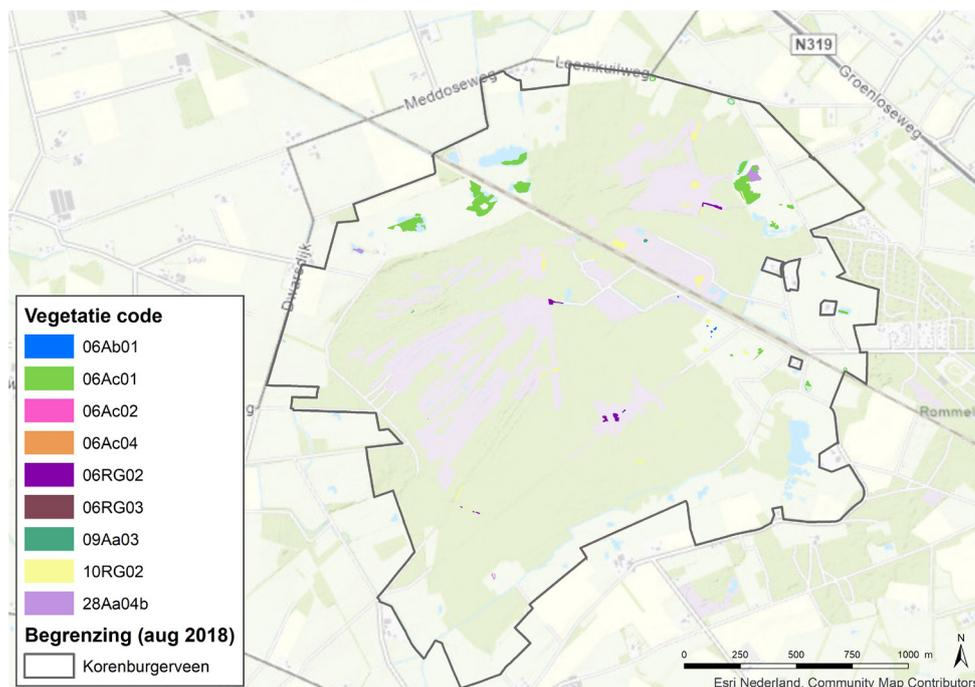 N319
Groenloseweg
Leemkuilweg
Meddoseweg
Dwarsdijk
g
Rommel
Vegetatie code
06Ab01
06Ac01
06Ac02
06Ac04
06RG02
06RG03
09Aa03
10RG02
28Aa04b
Begrenzing (aug 2018)
Korenburgerveen
N
0 250 500 750 1000 m
Esri Nederland, Community Map Contributors